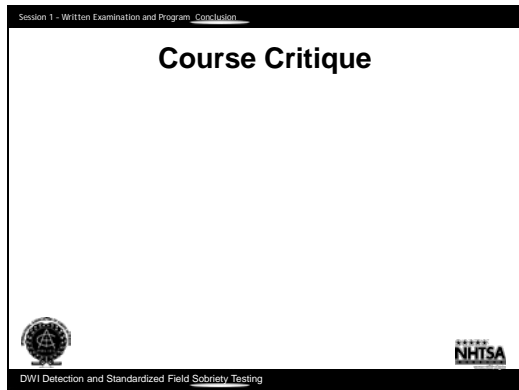 Session 1 - Written Examination and Program Conclusion
Course Critique
NHTSA
DWI Detection and Standardized Field Sobriety Testing